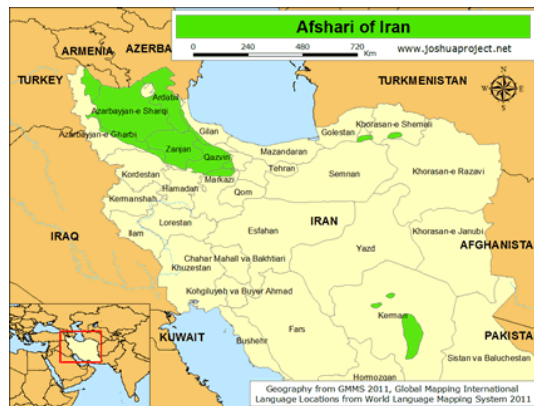 Afshari of Iran
0 240 480 720
Km
www.joshuaproject.net
ARMENIA
AZERBA
TURKEY
TURKMENISTAN
Ardabil
Azarbayjan-e Sharqi
Azarbayjan-e Gharbi
Gilan
Zanjan
Qazvin
Golestan
Khorasan-e Shemali
Mazandaran
Tehran
Semnan
Khorasan-e Razavi
Kordestan
Hamadan
Markazi
Qom
Kermanshah
IRAQ
Ilam
Lorestan
Esfahan
IRAN
Yazd
Khorasan-e Janubi
AFGHANISTA
Chahar Mahall va Bakhtiari
Khuzestan
Kohgiluyeh va Buyer Ahmad
KUWAIT
Bushehr
Fars
Kerman
PAKISTA
Sistan va Baluchestan
Hormozgan
Geography from GMMS 2011, Global Mapping International
Language Locations from World Language Mapping System 2011